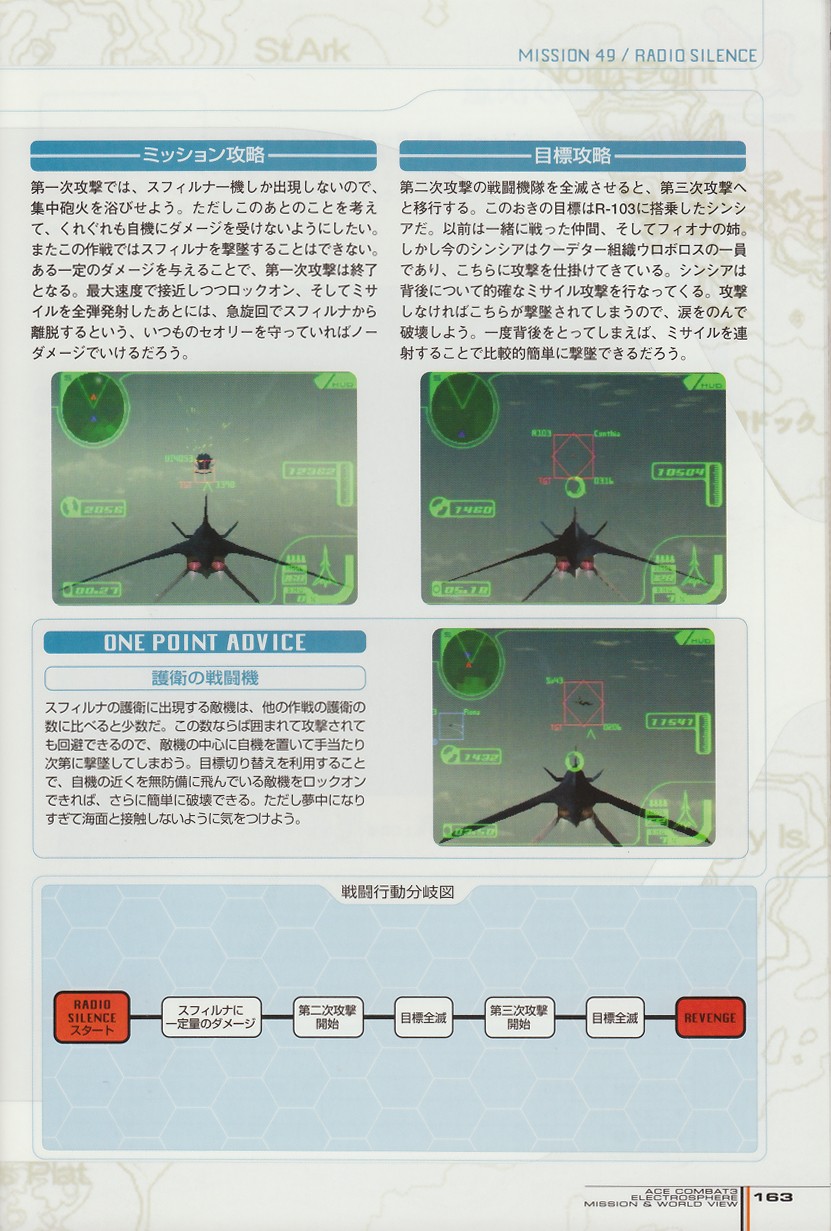 St.Ark
MISSION 49 / RADIO SILENCE
North Point
ミッション攻略
第一次攻撃では、スフィルナ一機しか出現しないので、
集中砲火を浴びせよう。ただしこのあとのことを考え
て、くれぐれも自機にダメージを受けないようにしたい。
またこの作戦ではスフィルナを撃墜することはできない。
ある一定のダメージを与えることで、第一次攻撃は終了
となる。最大速度で接近しつつロックオン、そしてミサ
イルを全弾発射したあとには、急旋回でスフィルナから
離脱するという、いつものセオリーを守っていればノー
ダメージでいけるだろう。
目標攻略
第二次攻撃の戦闘機隊を全滅させると、第三次攻撃へ
と移行する。このおきの目標はR-103に搭乗したシンシ
アだ。以前は一緒に戦った仲間、そしてフィオナの姉。
しかし今のシンシアはクーデター組織ウロボロスの一員
であり、こちらに攻撃を仕掛けてきている。シンシアは
背後について的確なミサイル攻撃を行なってくる。攻撃
しなければこちらが撃墜されてしまうので、涙をのんで
破壊しよう。一度背後をとってしまえば、ミサイルを連
射することで比較的簡単に撃墜できるだろう。
HUD
12362
TGT
2056
00.27
HUD
R103 Cinthia
10504
TGT 0316
1460
05.18
ドック
ONE POINT ADVICE
護衛の戦闘機
スフィルナの護衛に出現する敵機は、他の作戦の護衛の
数に比べると少数だ。この数ならば囲まれて攻撃されて
も回避できるので、敵機の中心に自機を置いて手当たり
次第に撃墜してしまおう。目標切り替えを利用すること
で、自機の近くを無防備に飛んでいる敵機をロックオン
できれば、さらに簡単に破壊できる。ただし夢中になり
すぎて海面と接触しないように気をつけよう。
HUD
Su43
11541
TGT
1432
02.50
y Is.
戦闘行動分岐図
RADIO
SILENCE
スタート
スフィルナに
一定量のダメージ
第二次攻撃
開始
目標全滅
第三次攻撃
開始
目標全滅
REVENGE
s Plat
ACE COMBAT3
ELECTROSPHERE
MISSION & WORLD VIEW
163